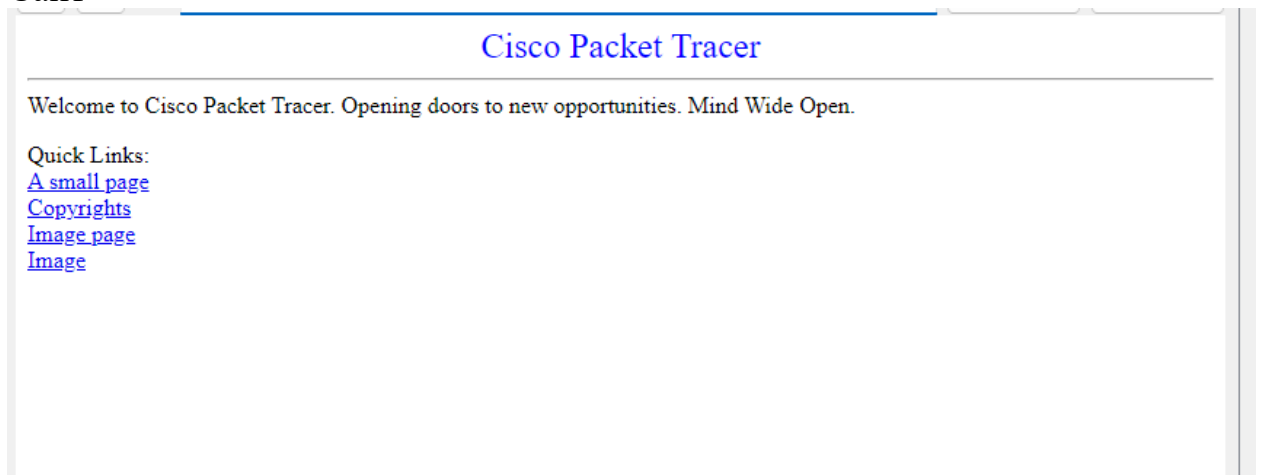 Cisco Packet Tracer
Welcome to Cisco Packet Tracer. Opening doors to new opportunities. Mind Wide Open.
Quick Links:
A small page
Copyrights
Image page
Image